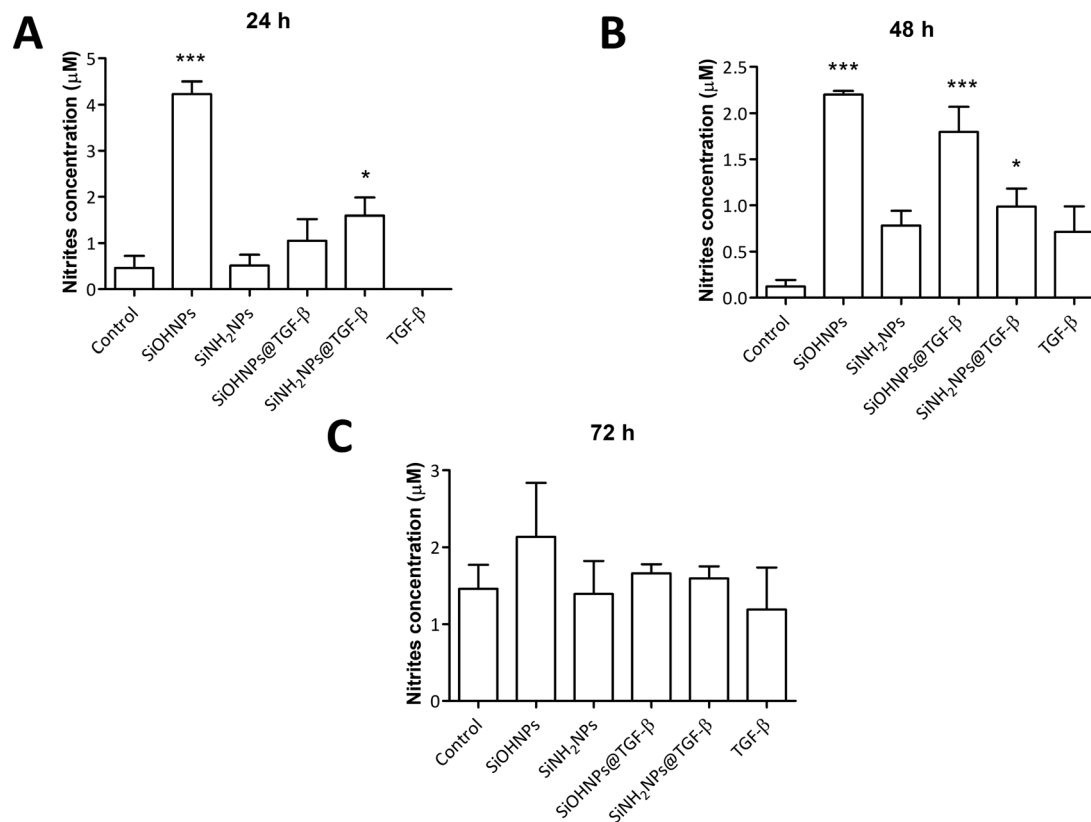 A
24 h
Nitrites concentration (μM)
5
4
3
2
1
0
***
*
Control
SiOHNPs
SiNH₂NPs
SiOHNPs@TGF-β
SiNH₂NPs@TGF-β
TGF-β
B
48 h
Nitrites concentration (μM)
2.5
2.0
1.5
1.0
0.5
0.0
***
***
*
Control
SiOHNPs
SiNH₂NPs
SiOHNPs@TGF-β
SiNH₂NPs@TGF-β
TGF-β
C
72 h
Nitrites concentration (μM)
3
2
1
0
Control
SiOHNPs
SiNH₂NPs
SiOHNPs@TGF-β
SiNH₂NPs@TGF-β
TGF-β